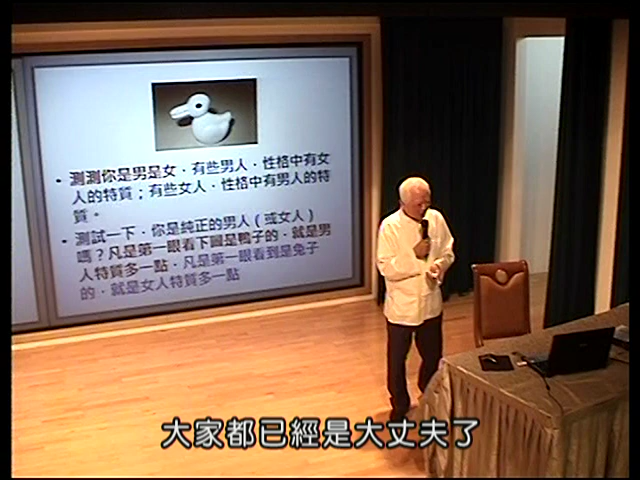 • 測測你是男是女．有些男人．性格中有女
人的特質；有些女人．性格中有男人的特
質。
• 測試一下．你是純正的男人（或女人）
嗎？凡是第一眼看下圖是鴨子的．就是男
人特質多一點．凡是第一眼看到是兔子
的．就是女人特質多一點
大家都已經是大丈夫了